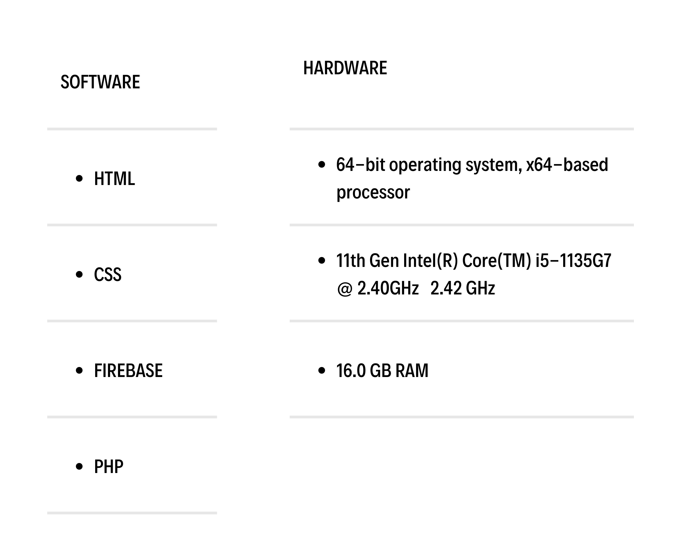 SOFTWARE
• HTML
• CSS
• FIREBASE
• PHP
HARDWARE
• 64-bit operating system, x64-based
processor
• 11th Gen Intel(R) Core(TM) i5-1135G7
@ 2.40GHz 2.42 GHz
• 16.0 GB RAM